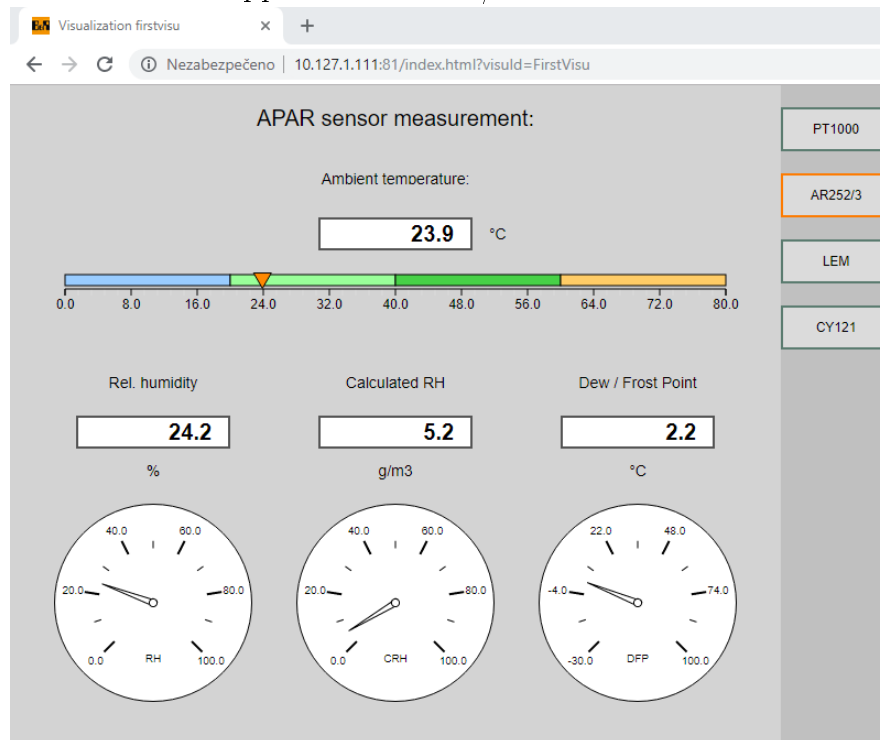 B&R Visualization firstvisu × +
Nezabezpečeno | 10.127.1.111:81/index.html?visuId=FirstVisu
APAR sensor measurement:
PT1000
Ambient temperature:
AR252/3
23.9 °C
LEM
0.0 8.0 16.0 24.0 32.0 40.0 48.0 56.0 64.0 72.0 80.0
CY121
Rel. humidity Calculated RH Dew / Frost Point
24.2 5.2 2.2
% g/m3 °C
40.0 60.0 40.0 60.0 22.0 48.0
20.0 80.0 20.0 80.0 -4.0 74.0
0.0 RH 100.0 0.0 CRH 100.0 -30.0 DFP 100.0